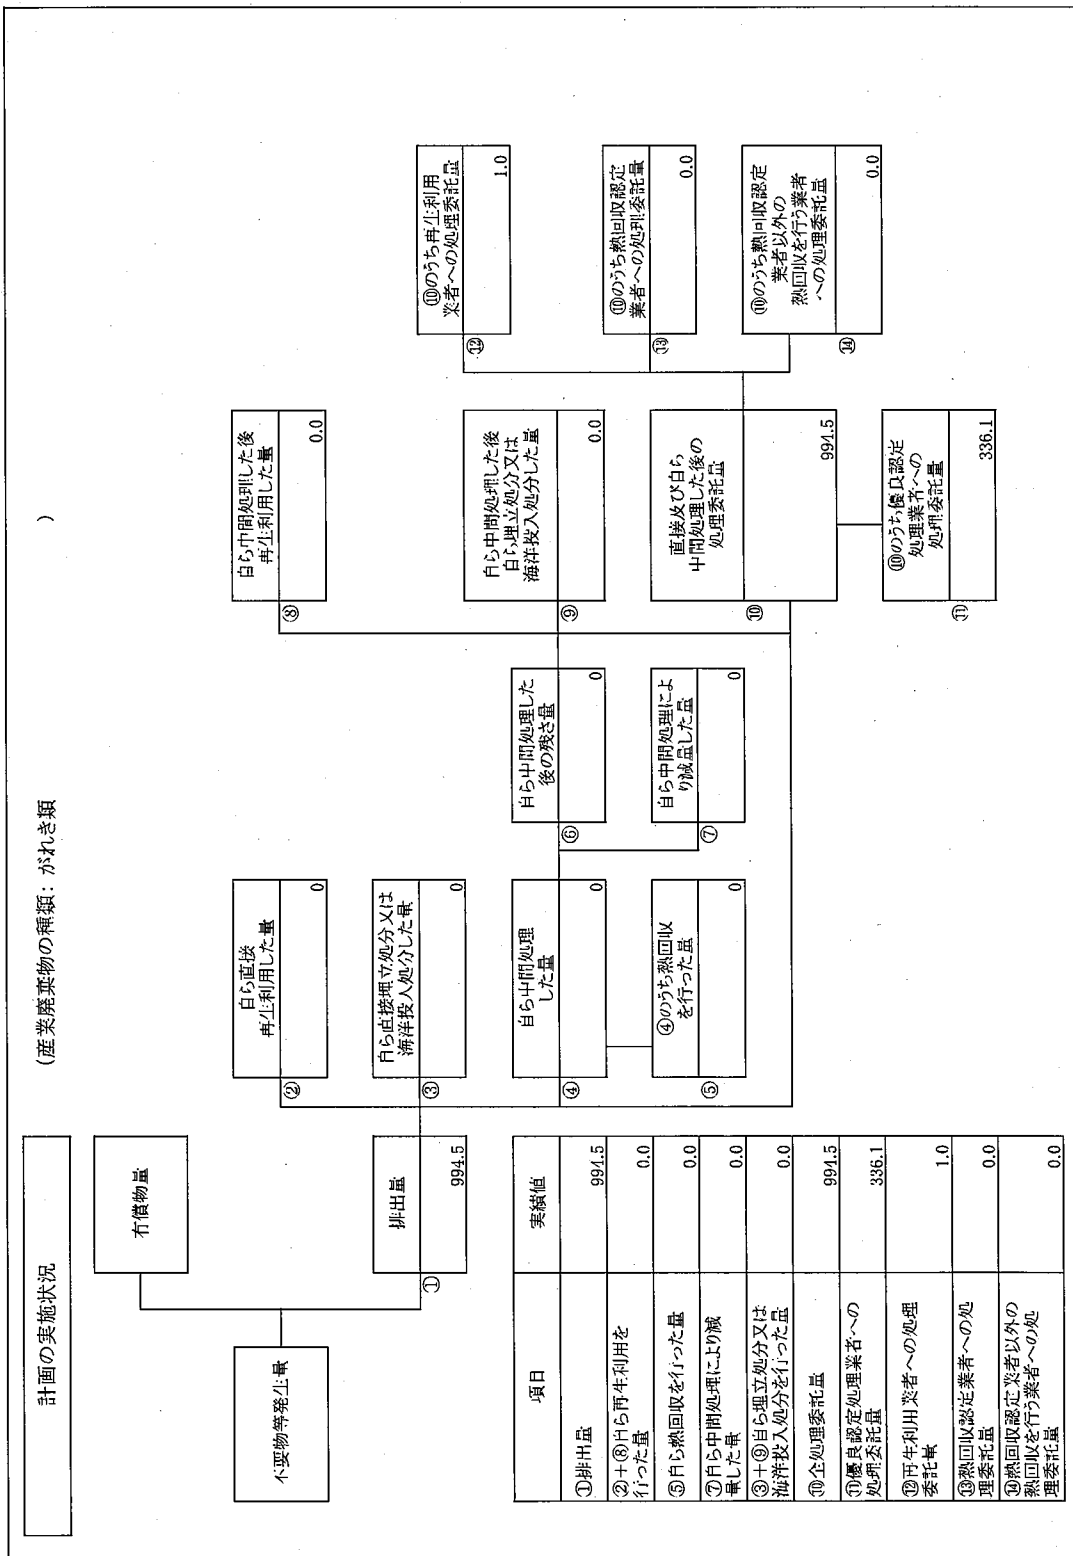 計画の実施状況
(産業廃棄物の種類: がれき類 )
不要物等発生量
有償物量
①
排出量
994.5
②
自ら直接
再生利用した量
0
③
自ら直接埋立処分又は
海洋投入処分した量
0
④
自ら中間処理
した量
0
⑤
④のうち熱回収
を行った量
0
⑥
自ら中間処理した
後の残さ量
0
⑦
自ら中間処理によ
り減量した量
0
⑧
自ら中間処理した後
再生利用した量
0.0
⑨
自ら中間処理した後
自ら埋立処分又は
海洋投入処分した量
0.0
⑩
直接及び自ら
中間処理した後の
処理委託量
994.5
⑪
⑩のうち優良認定
処理業者への
処理委託量
336.1
⑫
⑩のうち再生利用
業者への処理委託量
1.0
⑬
⑩のうち熱回収認定
業者への処理委託量
0.0
⑭
⑩のうち熱回収認定
業者以外の
熱回収を行う業者
への処理委託量
0.0
項目
実績値
①排出量
994.5
②+⑧自ら再生利用を
行った量
0.0
⑤自ら熱回収を行った量
0.0
⑦自ら中間処理により減
量した量
0.0
③+⑨自ら埋立処分又は
海洋投入処分を行った量
0.0
⑩全処理委託量
994.5
⑪優良認定処理業者への
処理委託量
336.1
⑫再生利用業者への処理
委託量
1.0
⑬熱回収認定業者への処
理委託量
0.0
⑭熱回収認定業者以外の
熱回収を行う業者への処
理委託量
0.0